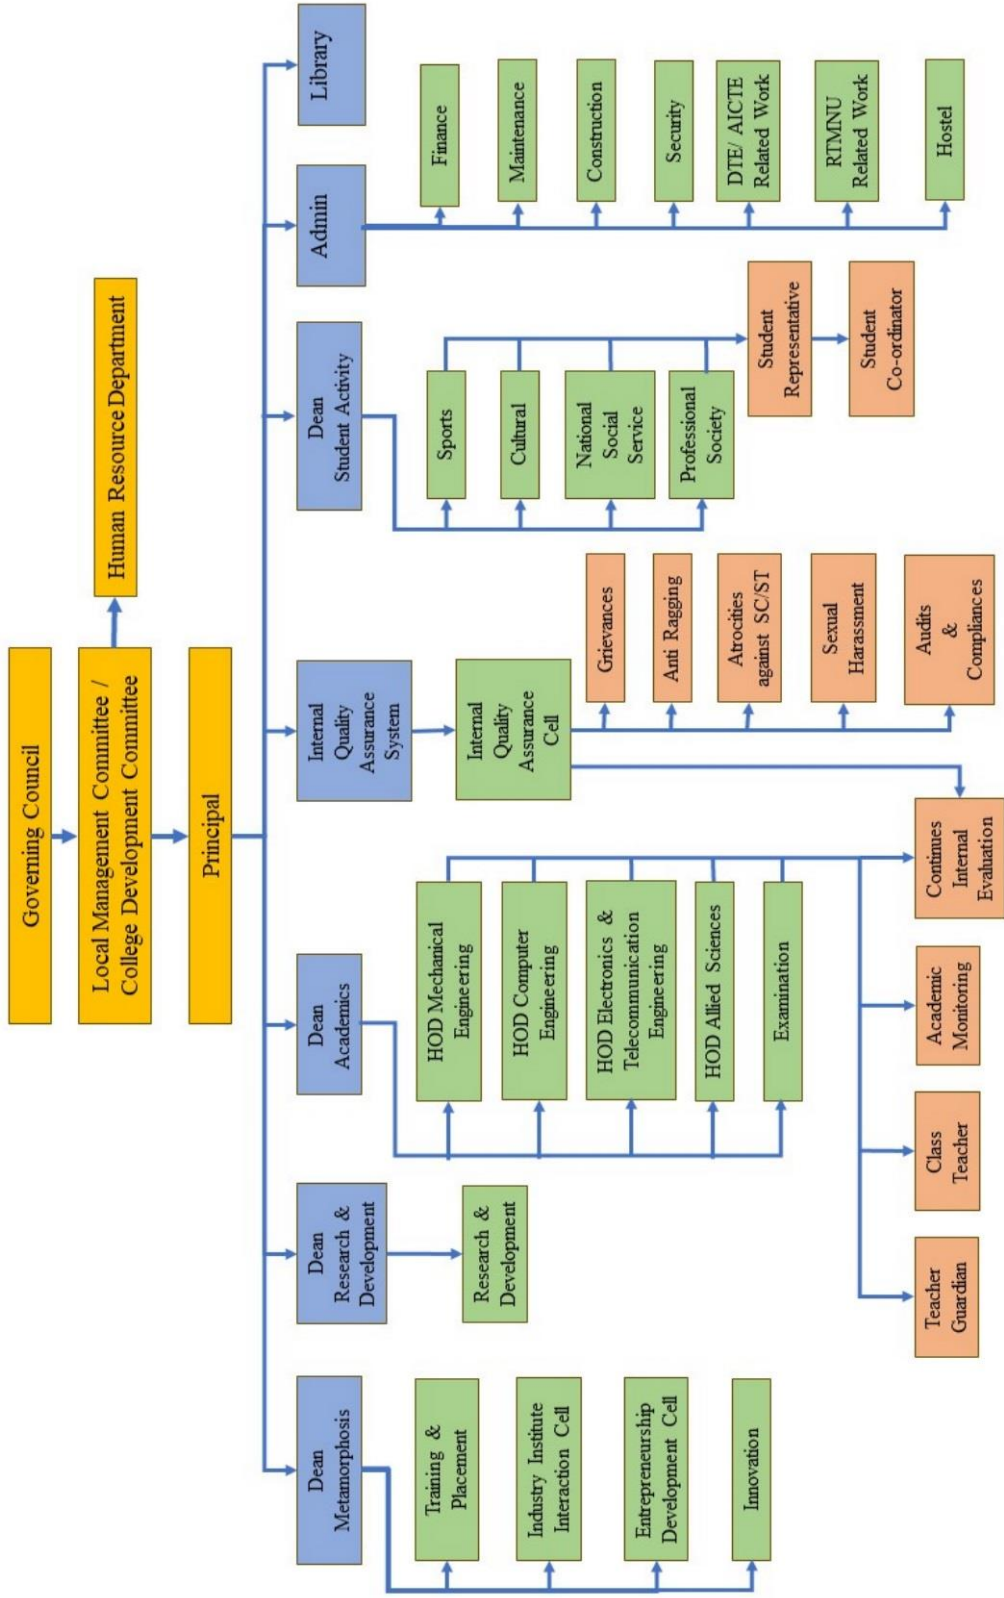 Governing Council
Local Management Committee /
College Development Committee
Human Resource Department
Principal
Dean
Metamorphosis
Dean
Research &
Development
Dean
Academics
Internal
Quality
Assurance
System
Dean
Student Activity
Admin
Library
Training &
Placement
Industry Institute
Interaction Cell
Entrepreneurship
Development Cell
Innovation
Research &
Development
HOD Mechanical
Engineering
HOD Computer
Engineering
HOD Electronics &
Telecommunication
Engineering
HOD Allied Sciences
Examination
Teacher
Guardian
Class
Teacher
Academic
Monitoring
Continues
Internal
Evaluation
Internal
Quality
Assurance
Cell
Grievances
Anti Ragging
Atrocities
against SC/ST
Sexual
Harassment
Audits
&
Compliances
Sports
Cultural
National
Social
Service
Professional
Society
Student
Representative
Student
Co-ordinator
Finance
Maintenance
Construction
Security
DTE/ AICTE
Related Work
RTMNU
Related Work
Hostel